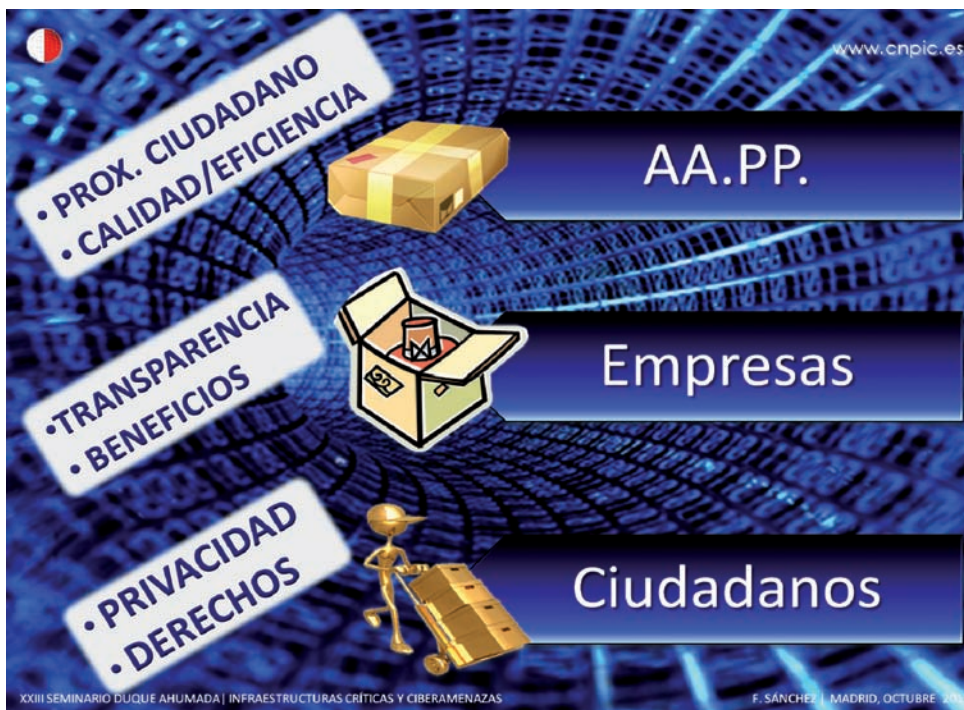 www.cnpic.es
• PROX. CIUDADANO
• CALIDAD/EFICIENCIA
AA.PP.
•TRANSPARENCIA
• BENEFICIOS
Empresas
• PRIVACIDAD
• DERECHOS
Ciudadanos
XXIII SEMINARIO DUQUE AHUMADA| INFRAESTRUCTURAS CRÍTICAS Y CIBERAMENAZAS
F. SÁNCHEZ | MADRID, OCTUBRE